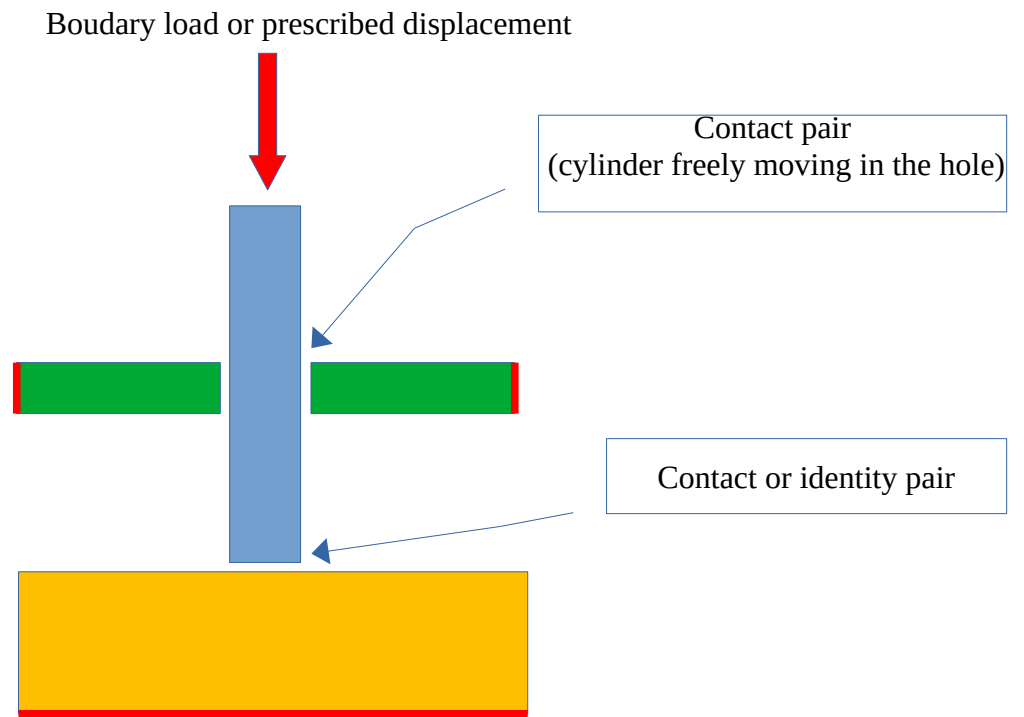 Boudary load or prescribed displacement
Contact pair
(cylinder freely moving in the hole)
Contact or identity pair